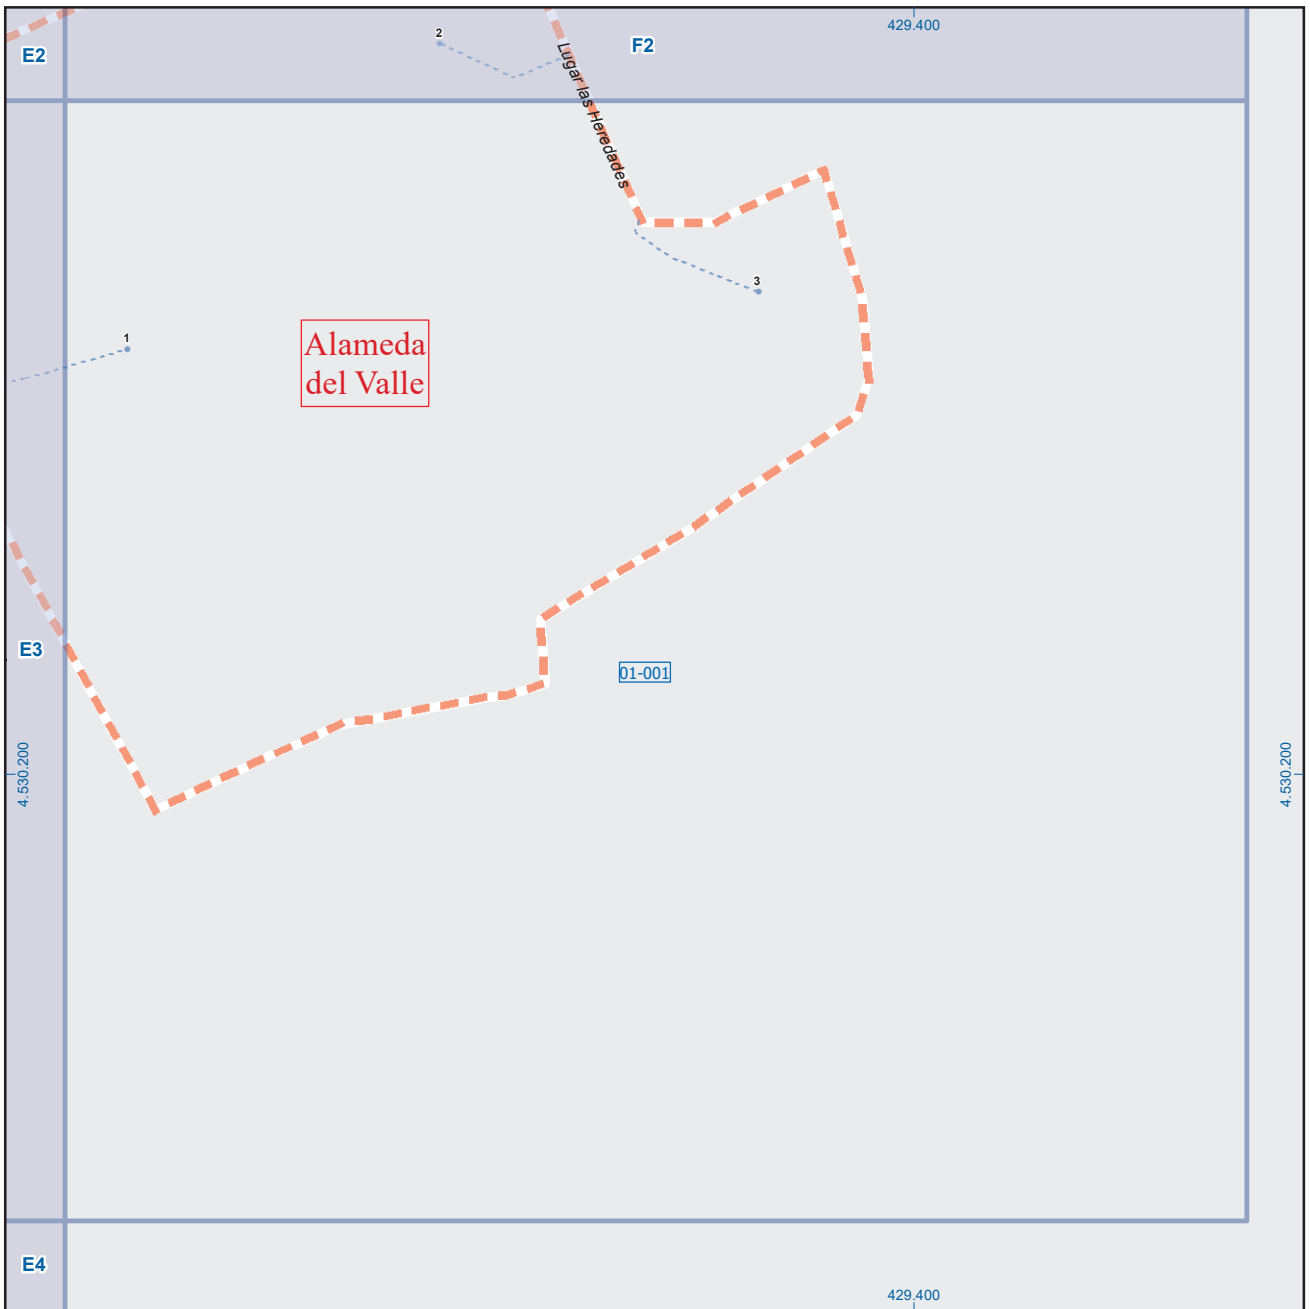 429.400
2
F2
E2
Lugar las Heredades
3
1
Alameda
del Valle
E3
01-001
4.530.200
4.530.200
E4
429.400